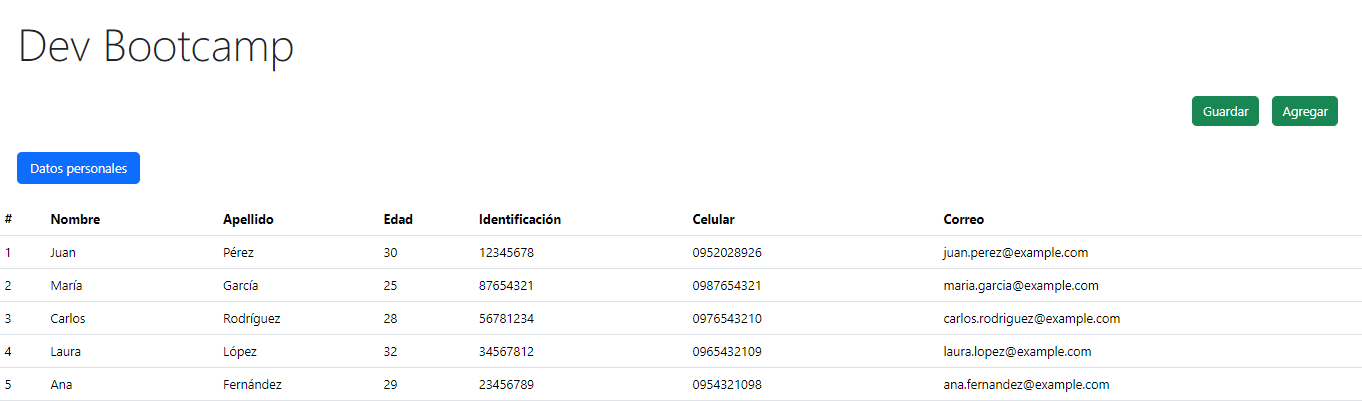 Dev Bootcamp
Guardar Agregar
Datos personales
# Nombre Apellido Edad Identificación Celular Correo
1 Juan Pérez 30 12345678 0952028926 juan.perez@example.com
2 María García 25 87654321 0987654321 maria.garcia@example.com
3 Carlos Rodríguez 28 56781234 0976543210 carlos.rodriguez@example.com
4 Laura López 32 34567812 0965432109 laura.lopez@example.com
5 Ana Fernández 29 23456789 0954321098 ana.fernandez@example.com